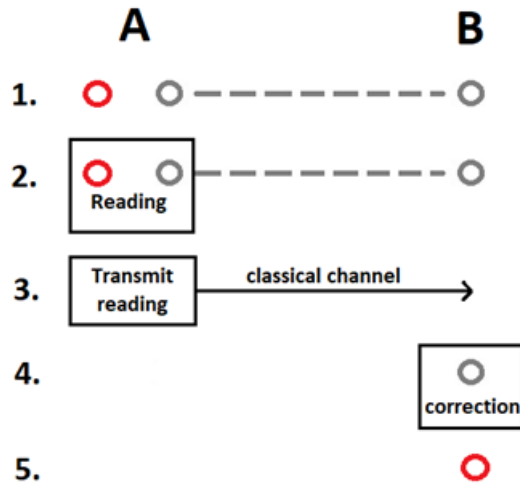 A B
1.
2.
Reading
3.
Transmit classical channel
reading
4.
correction
5.